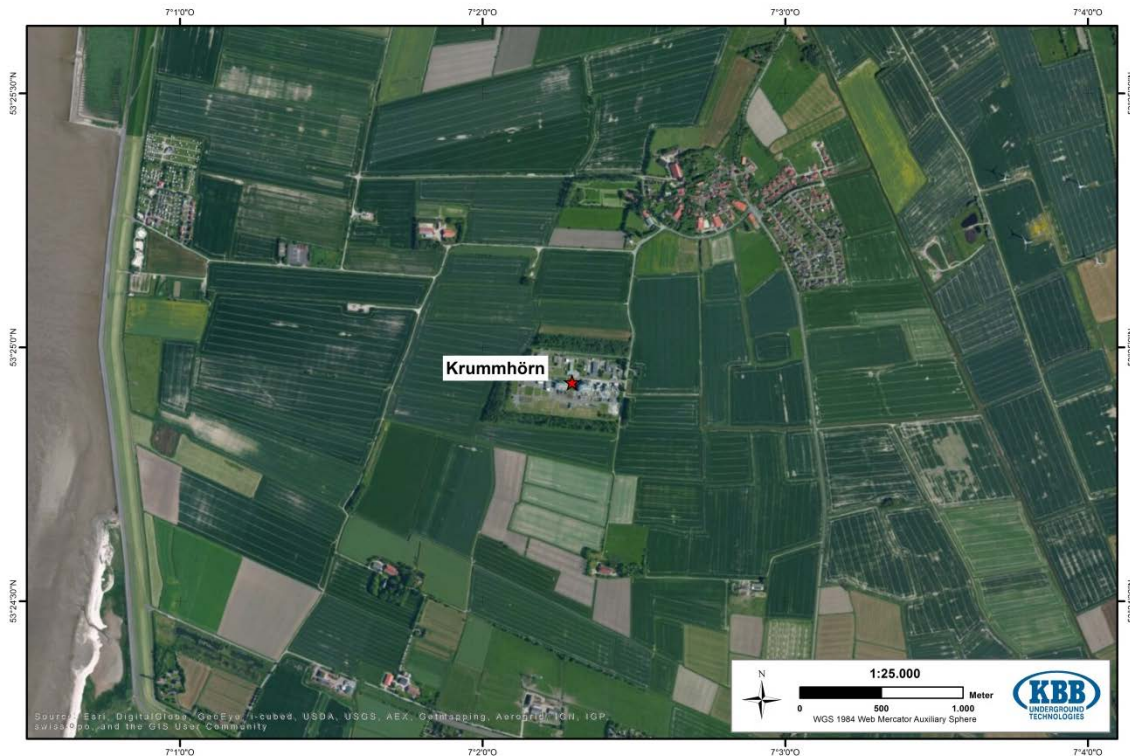 7°1'0"O 7°2'0"O 7°3'0"O 7°4'0"O
53°25'30"N
53°25'0"N
Krummhörn
53°24'30"N
N
1:25.000
0 500 1.000 Meter
WGS 1984 Web Mercator Auxiliary Sphere
KBB
UNDERGROUND
TECHNOLOGIES
Source: Esri, DigitalGlobe, GeoEye, i-cubed, USDA, USGS, AEX, Getmapping, Aerogrid, IGN, IGP,
swisstopo, and the GIS User Community
7°1'0"O 7°2'0"O 7°3'0"O 7°4'0"O